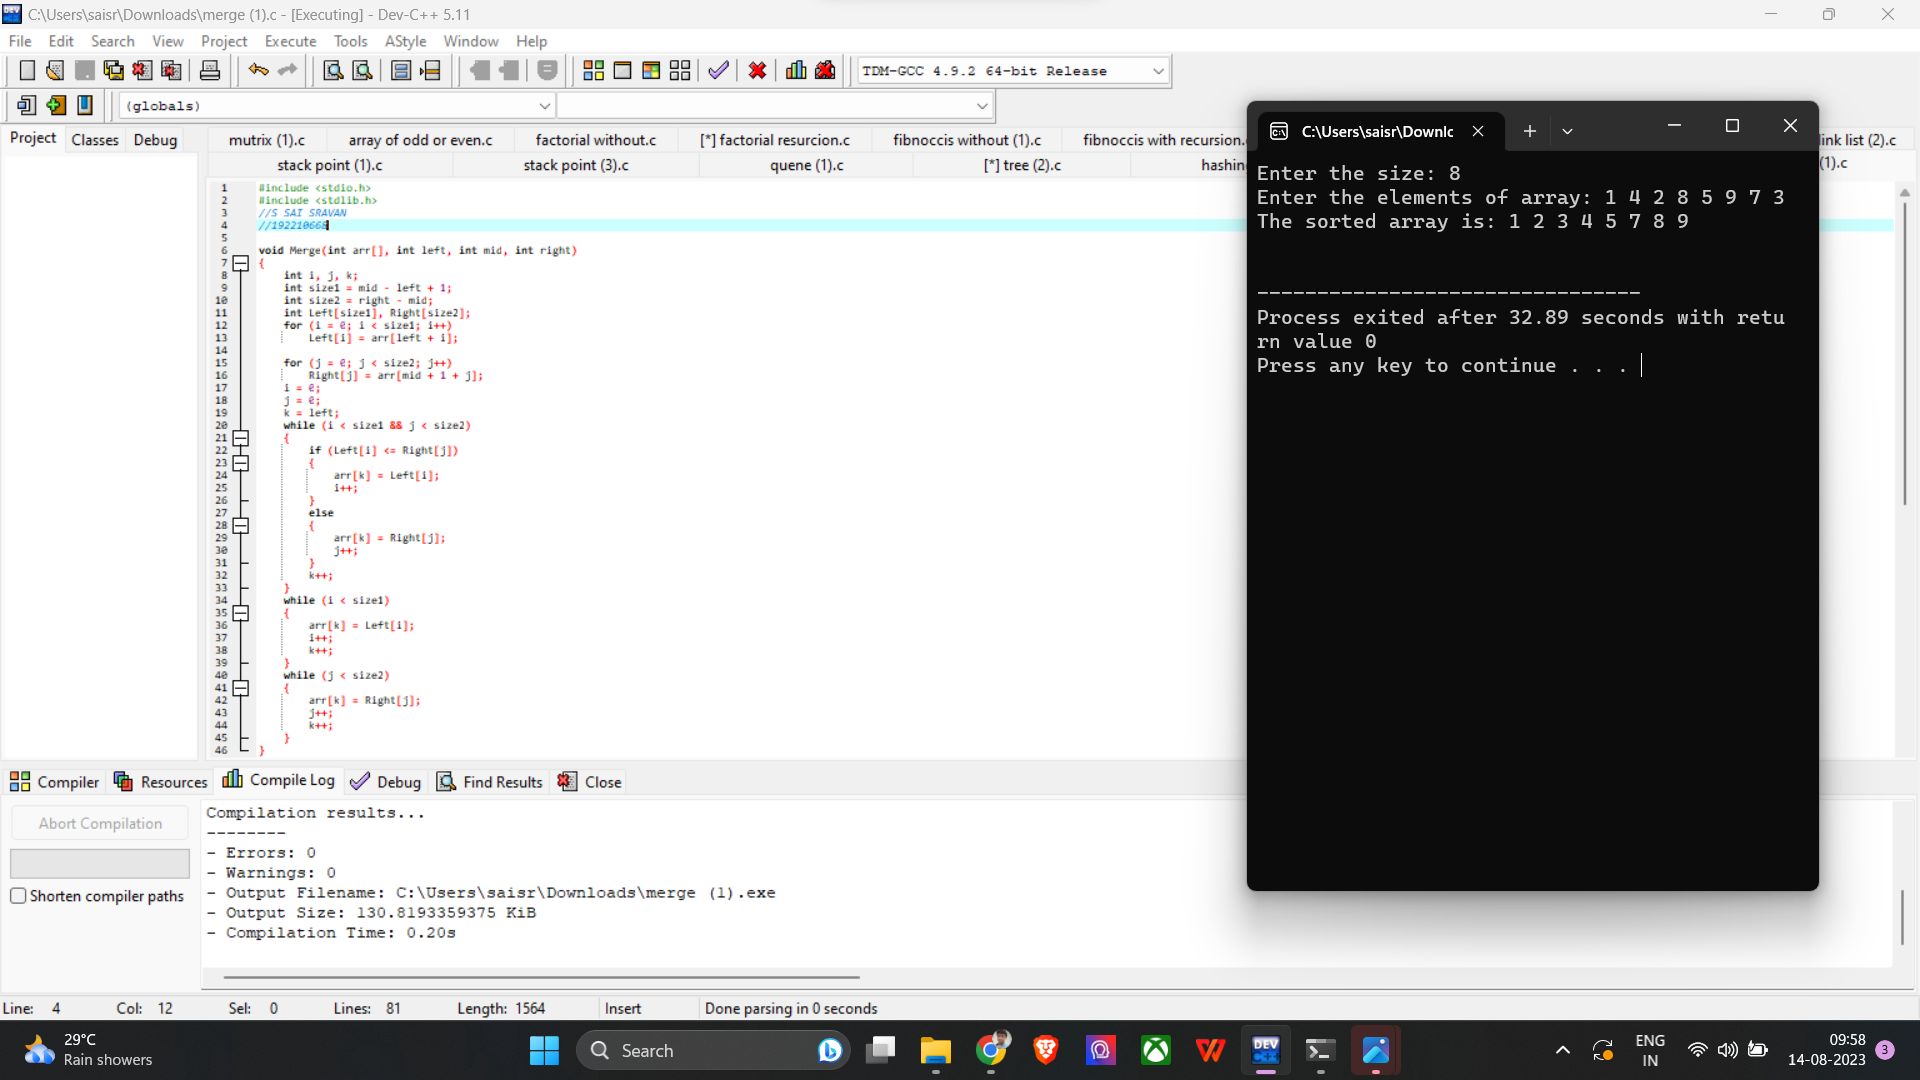 C:\Users\saisr\Downloads\merge (1).c - [Executing] - Dev-C++ 5.11
File Edit Search View Project Execute Tools AStyle Window Help
TDM-GCC 4.9.2 64-bit Release
(globals)
Project Classes Debug
mutrix (1).c array of odd or even.c factorial without.c [*] factorial resurcion.c fibnoccis without (1).c fibnoccis with recursion. link list (2).c
stack point (1).c stack point (3).c quene (1).c [*] tree (2).c hashin (1).c
1 #include <stdio.h>
2 #include <stdlib.h>
3 //S SAI SRAVAN
4 //192210668
5
6 void Merge(int arr[], int left, int mid, int right)
7 {
8 int i, j, k;
9 int size1 = mid - left + 1;
10 int size2 = right - mid;
11 int Left[size1], Right[size2];
12 for (i = 0; i < size1; i++)
13 Left[i] = arr[left + i];
14
15 for (j = 0; j < size2; j++)
16 Right[j] = arr[mid + 1 + j];
17 i = 0;
18 j = 0;
19 k = left;
20 while (i < size1 && j < size2)
21 {
22 if (Left[i] <= Right[j])
23 {
24 arr[k] = Left[i];
25 i++;
26 }
27 else
28 {
29 arr[k] = Right[j];
30 j++;
31 }
32 k++;
33 }
34 while (i < size1)
35 {
36 arr[k] = Left[i];
37 i++;
38 k++;
39 }
40 while (j < size2)
41 {
42 arr[k] = Right[j];
43 j++;
44 k++;
45 }
46 }
C:\Users\saisr\Downlc
Enter the size: 8
Enter the elements of array: 1 4 2 8 5 9 7 3
The sorted array is: 1 2 3 4 5 7 8 9
--------------------------------
Process exited after 32.89 seconds with retu
rn value 0
Press any key to continue . . .
Compiler Resources Compile Log Debug Find Results Close
Abort Compilation
Shorten compiler paths
Compilation results...
--------
- Errors: 0
- Warnings: 0
- Output Filename: C:\Users\saisr\Downloads\merge (1).exe
- Output Size: 130.8193359375 KiB
- Compilation Time: 0.20s
Line: 4 Col: 12 Sel: 0 Lines: 81 Length: 1564 Insert Done parsing in 0 seconds
29°C
Rain showers
Search
DEV
C++
ENG
IN
09:58
14-08-2023
3